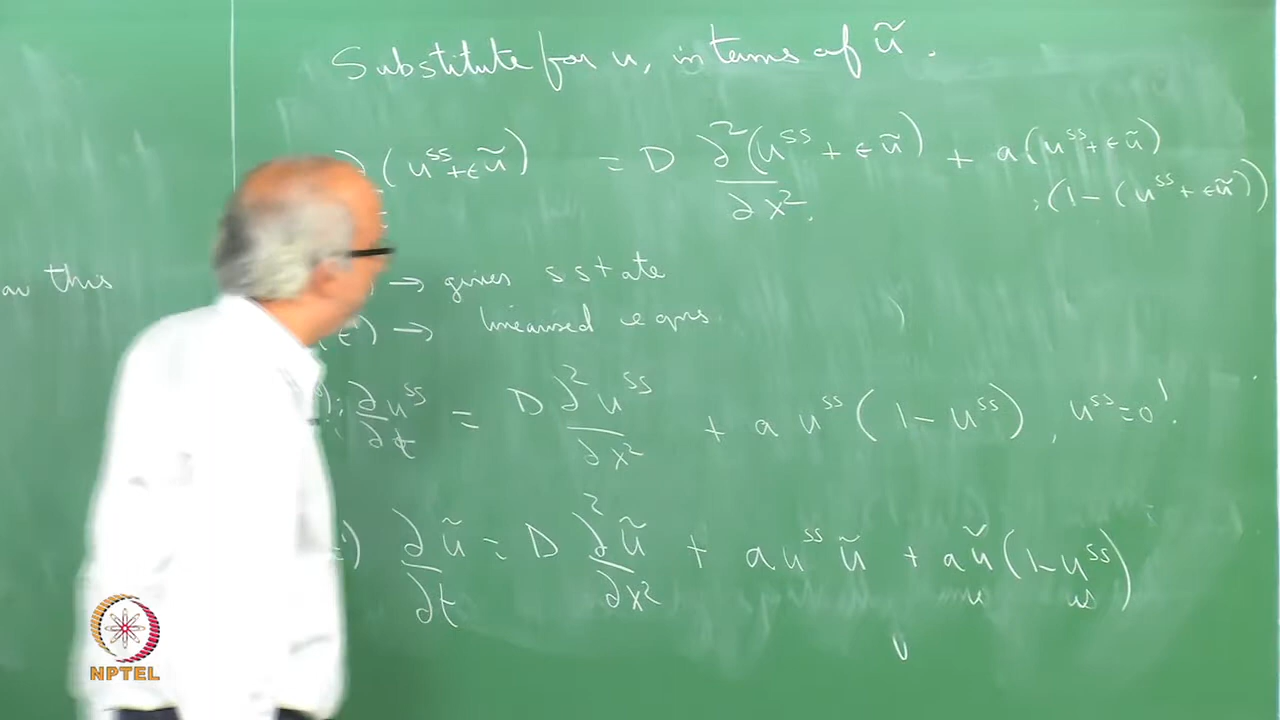 Substitute for u, in terms of ũ.
∂ (u^ss + ϵũ) = D ∂²(u^ss + ϵũ)/∂x² + a(u^ss + ϵũ)
(1 - (u^ss + ϵũ))
this
→ gives s state
→ linearised eqns.
∂u^ss/∂t = D ∂²u^ss/∂x² + a u^ss (1 - u^ss), u^ss = 0!
∂ũ/∂t = D ∂²ũ/∂x² + a u^ss ũ + a ũ (1 - u^ss)
NPTEL